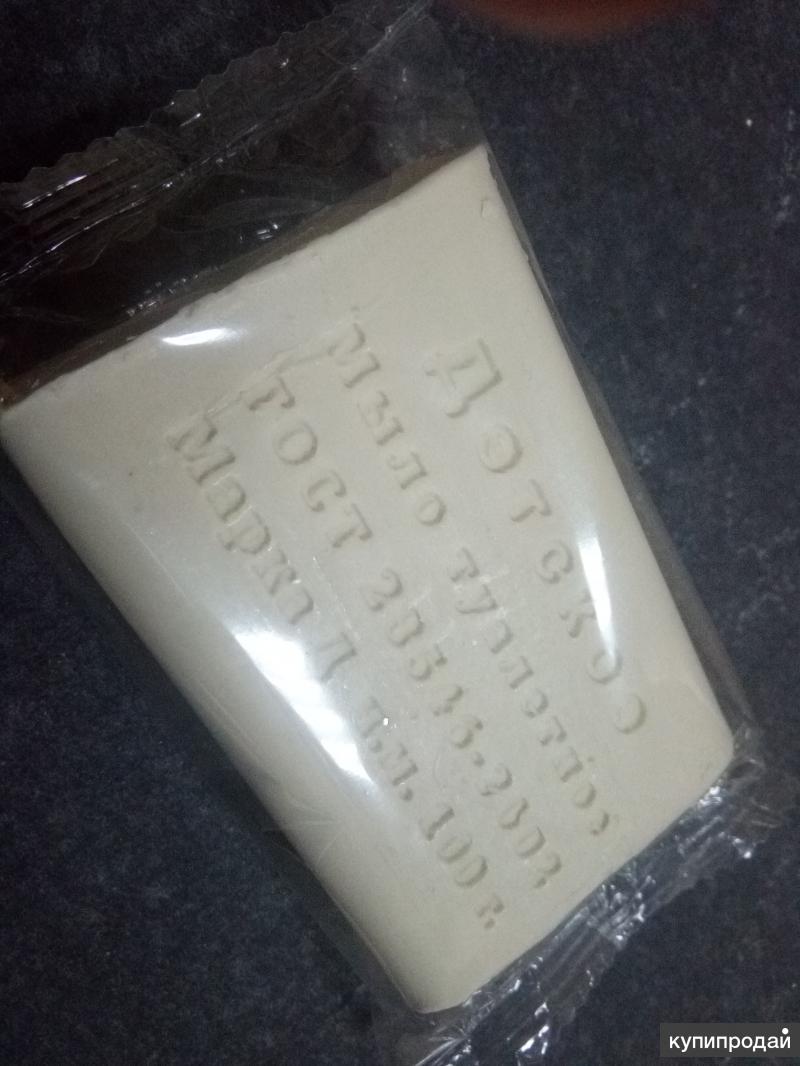 Детское
Мыло туалетное
ГОСТ 28546-2002
Марка Д н.м. 100 г.
купипродай